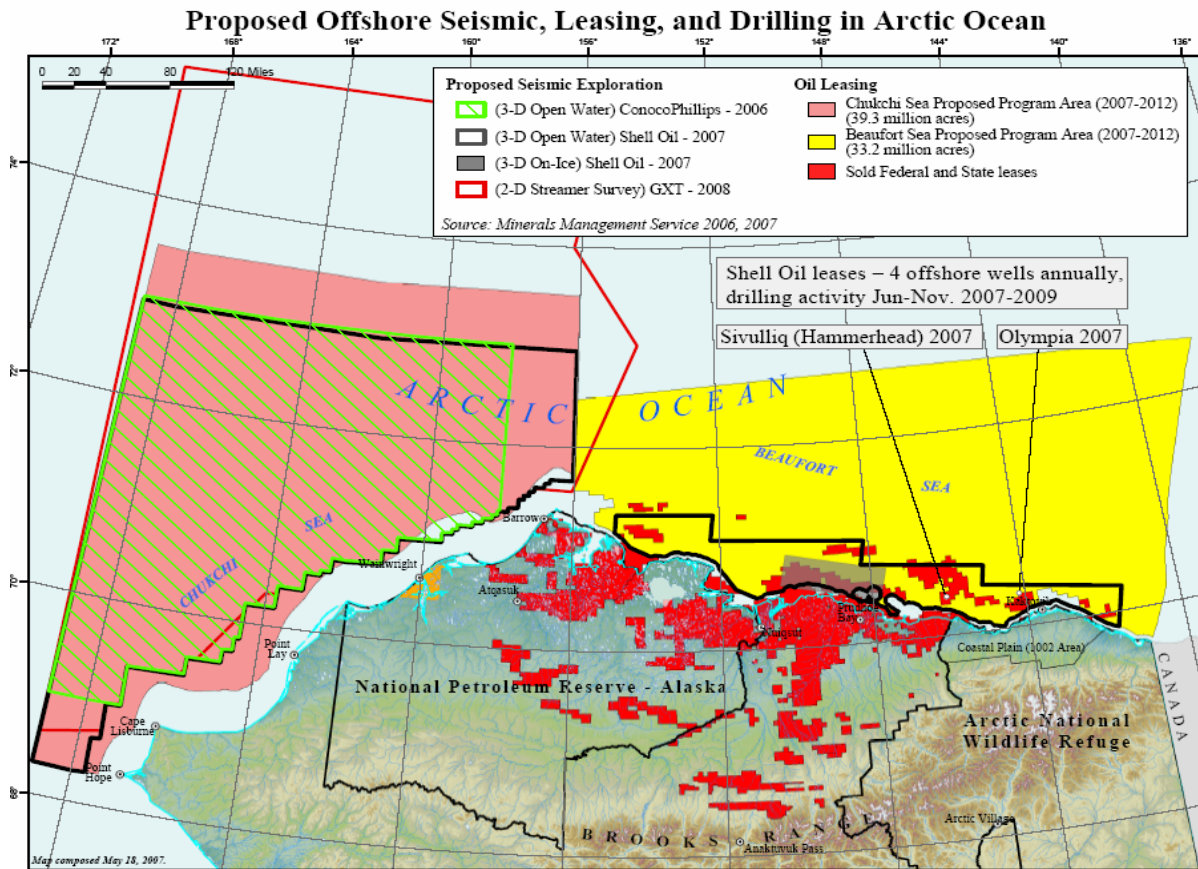 Proposed Offshore Seismic, Leasing, and Drilling in Arctic Ocean
172° 168° 164° 160° 156° 152° 148° 144° 140° 136°
0 20 40 80 120 Miles
Proposed Seismic Exploration
(3-D Open Water) ConocoPhillips - 2006
(3-D Open Water) Shell Oil - 2007
(3-D On-Ice) Shell Oil - 2007
(2-D Streamer Survey) GXT - 2008
Source: Minerals Management Service 2006, 2007
Oil Leasing
Chukchi Sea Proposed Program Area (2007-2012)
(39.3 million acres)
Beaufort Sea Proposed Program Area (2007-2012)
(33.2 million acres)
Sold Federal and State leases
74°
Shell Oil leases – 4 offshore wells annually,
drilling activity Jun-Nov. 2007-2009
Sivulliq (Hammerhead) 2007
Olympia 2007
72°
ARCTIC OCEAN
BEAUFORT SEA
CHUKCHI SEA
70°
Barrow
Wainwright
Atqasuk
Nuiqsut
Prudhoe
Bay
Point
Lay
Coastal Plain (1002 Area)
CANADA
National Petroleum Reserve - Alaska
Arctic National
Wildlife Refuge
Cape
Lisburne
Point
Hope
68°
BROOKS RANGE
Arctic Village
Anaktuvuk Pass
Map composed May 18, 2007.